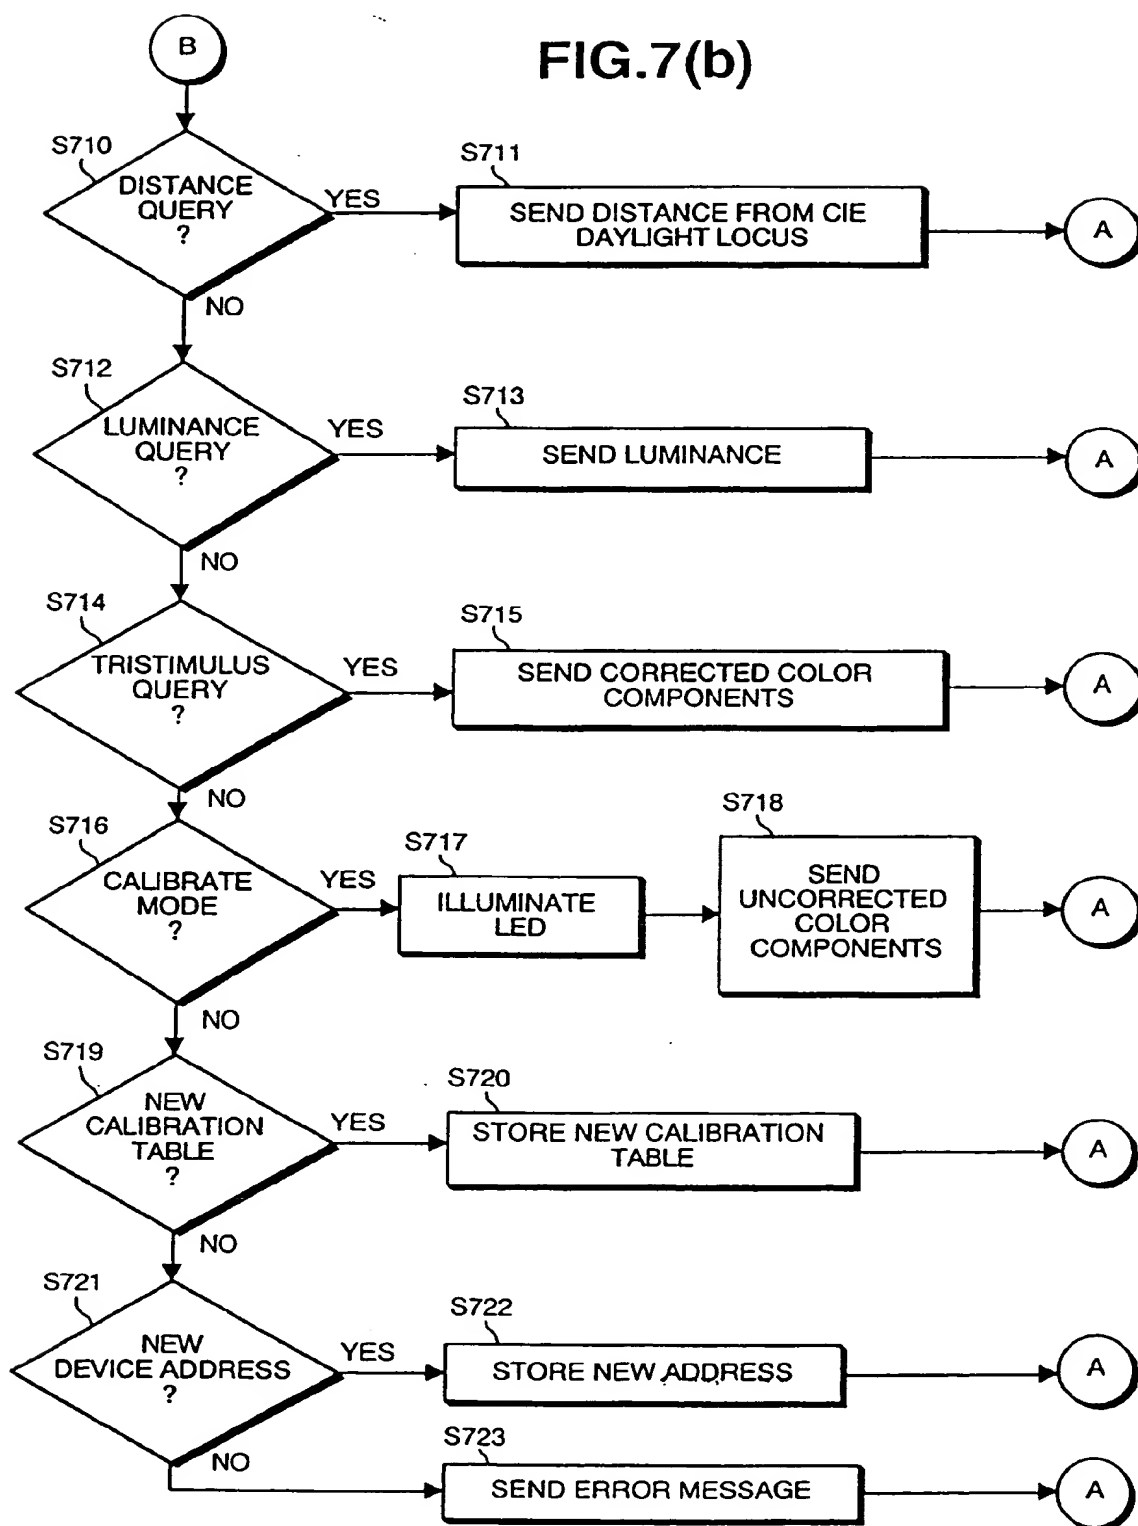 B
FIG.7(b)
S710
DISTANCE
QUERY
?
YES
NO
S711
SEND DISTANCE FROM CIE
DAYLIGHT LOCUS
A
S712
LUMINANCE
QUERY
?
YES
NO
S713
SEND LUMINANCE
A
S714
TRISTIMULUS
QUERY
?
YES
NO
S715
SEND CORRECTED COLOR
COMPONENTS
A
S716
CALIBRATE
MODE
?
YES
NO
S717
ILLUMINATE
LED
S718
SEND
UNCORRECTED
COLOR
COMPONENTS
A
S719
NEW
CALIBRATION
TABLE
?
YES
NO
S720
STORE NEW CALIBRATION
TABLE
A
S721
NEW
DEVICE ADDRESS
?
YES
NO
S722
STORE NEW ADDRESS
A
S723
SEND ERROR MESSAGE
A